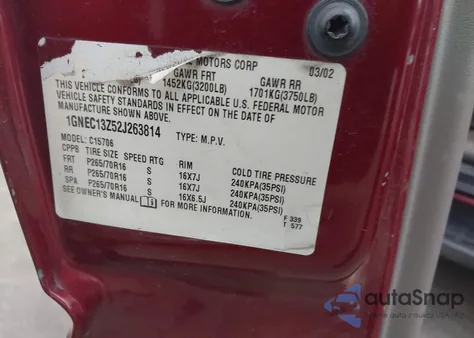 MOTORS CORP 03/02
GAWR FRT GAWR RR
1452KG(3200LB) 1701KG(3750LB)
THIS VEHICLE CONFORMS TO ALL APPLICABLE U.S. FEDERAL MOTOR
VEHICLE SAFETY STANDARDS IN EFFECT ON THE DATE OF
MANUFACTURE SHOWN ABOVE.
1GNEC13Z52J263814 TYPE: M.P.V.
MODEL: C15706
CPPB TIRE SIZE SPEED RTG RIM COLD TIRE PRESSURE
FRT P265/70R16 S 16X7J 240KPA(35PSI)
RR P265/70R16 S 16X7J 240KPA(35PSI)
SPA P265/70R16 S 16X6.5J 240KPA(35PSI)
SEE OWNER'S MANUAL FOR MORE INFORMATION.
F 339
T 577
autoSnap